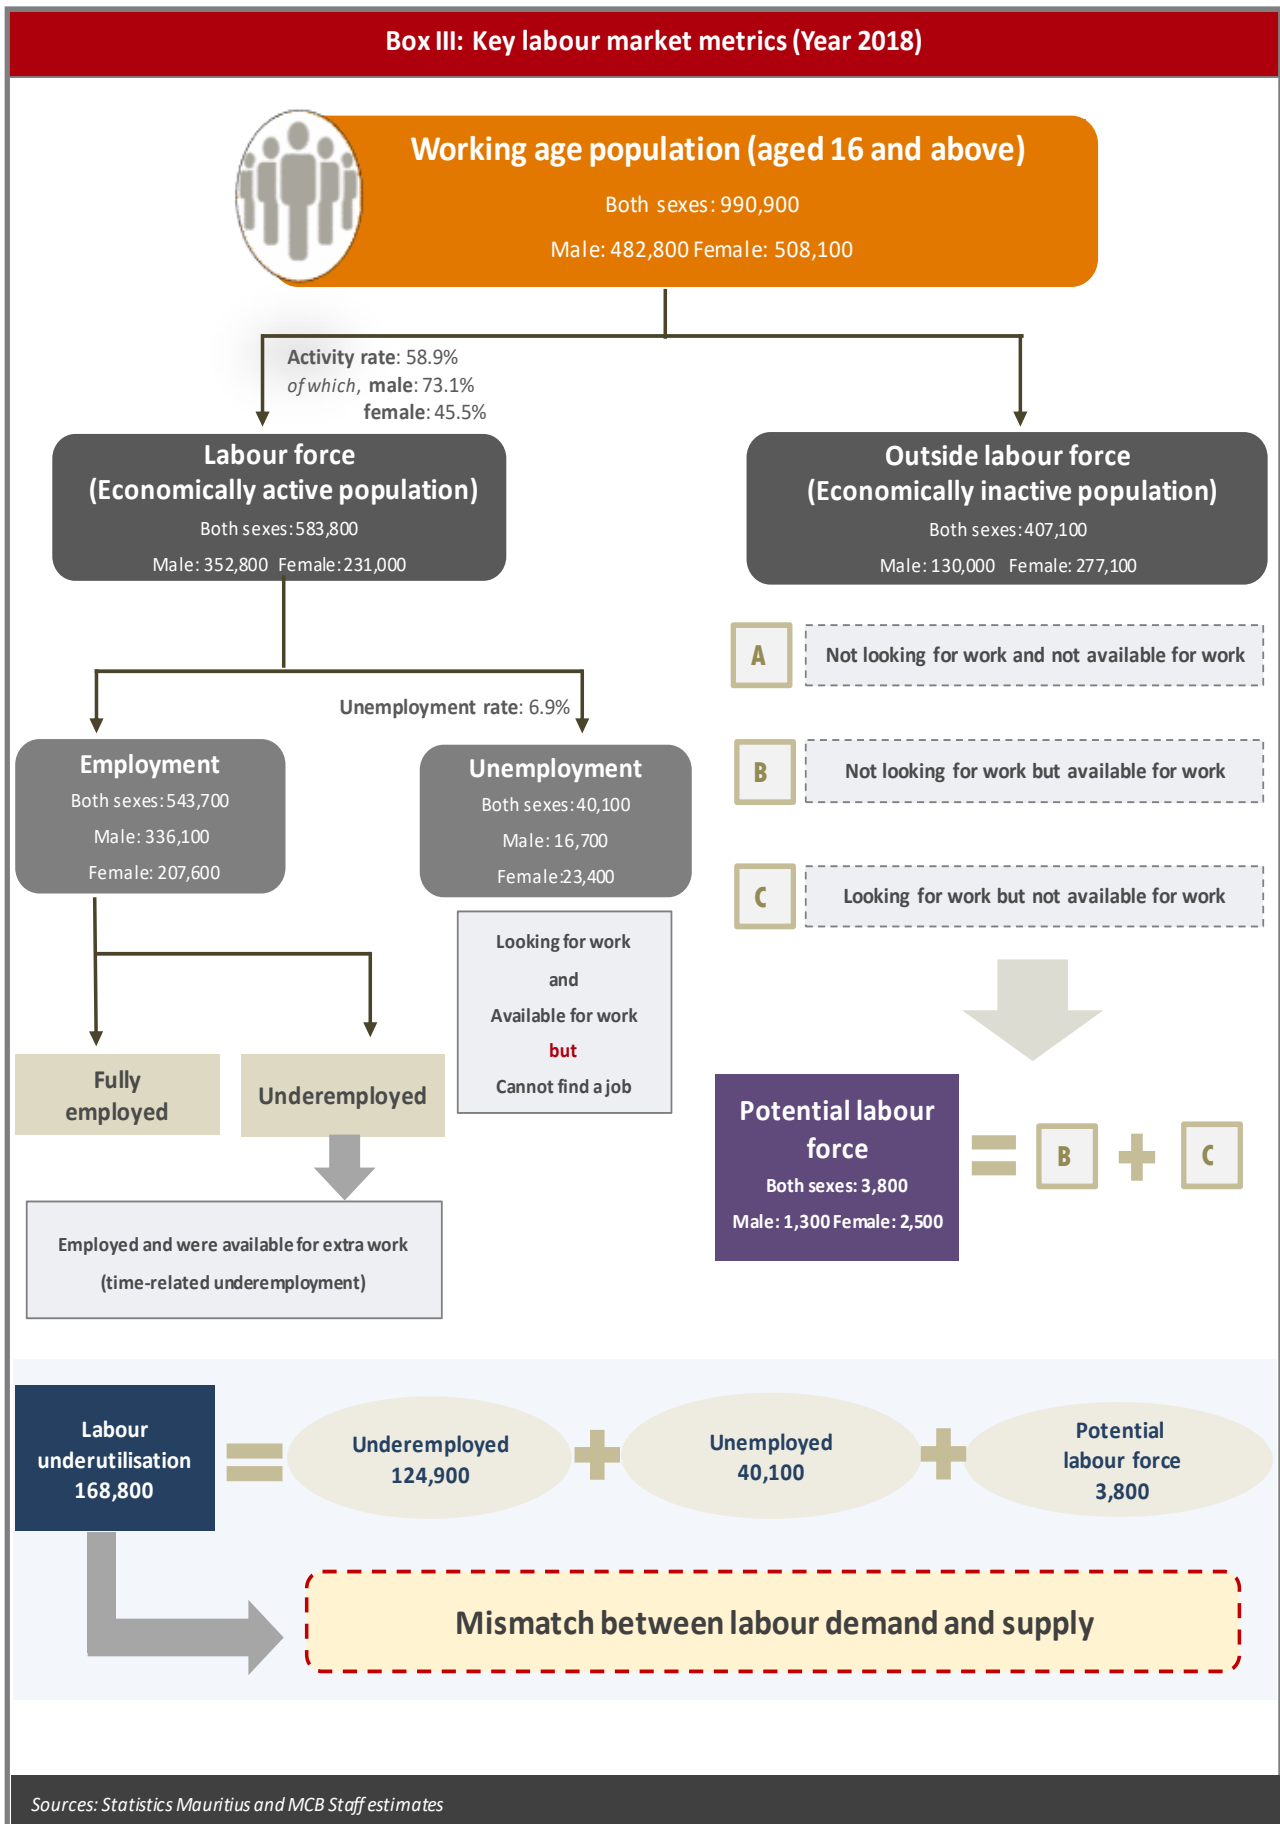 Box III: Key labour market metrics (Year 2018)
Working age population (aged 16 and above)
Both sexes: 990,900
Male: 482,800 Female: 508,100
Activity rate: 58.9%
of which, male: 73.1%
female: 45.5%
Labour force
(Economically active population)
Both sexes: 583,800
Male: 352,800 Female: 231,000
Outside labour force
(Economically inactive population)
Both sexes: 407,100
Male: 130,000 Female: 277,100
A
Not looking for work and not available for work
B
Not looking for work but available for work
C
Looking for work but not available for work
Unemployment rate: 6.9%
Employment
Both sexes: 543,700
Male: 336,100
Female: 207,600
Unemployment
Both sexes: 40,100
Male: 16,700
Female:23,400
Looking for work
and
Available for work
but
Cannot find a job
Fully
employed
Underemployed
Employed and were available for extra work
(time-related underemployment)
Potential labour
force
Both sexes: 3,800
Male: 1,300 Female: 2,500
=
B
+
C
Labour
underutilisation
168,800
=
Underemployed
124,900
+
Unemployed
40,100
+
Potential
labour force
3,800
Mismatch between labour demand and supply
Sources: Statistics Mauritius and MCB Staff estimates